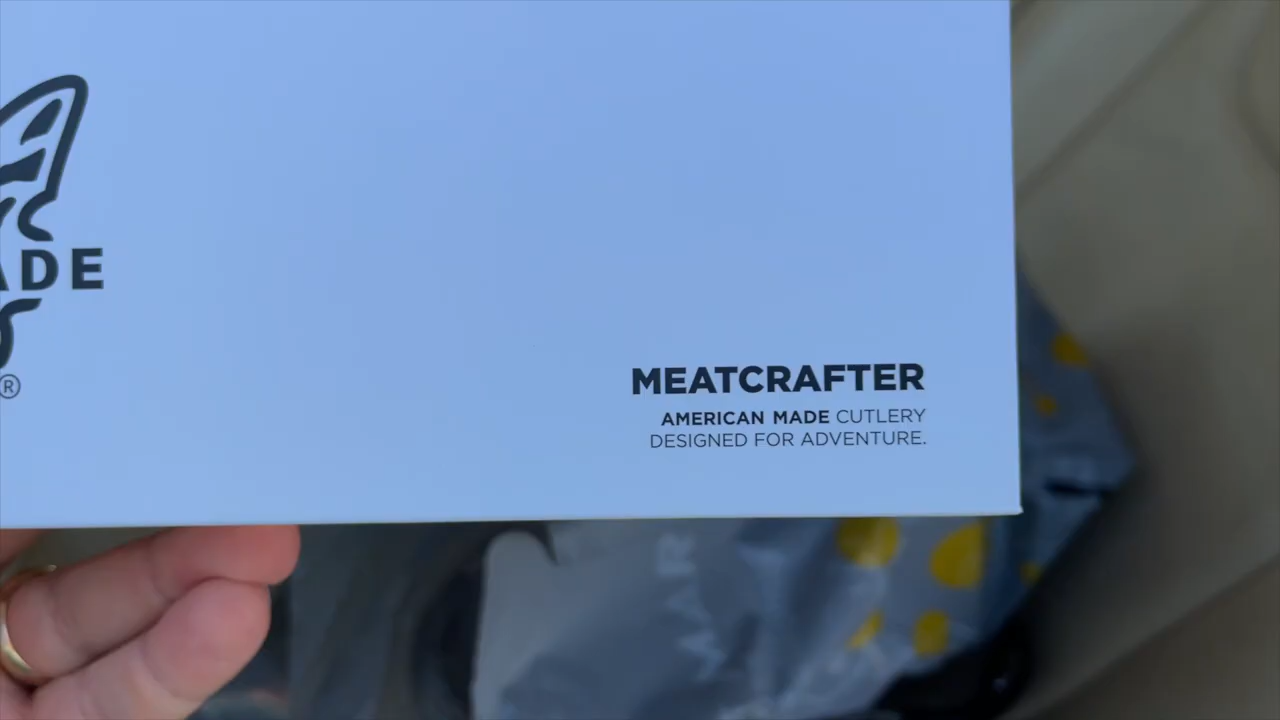 ADE
®
MEATCRAFTER
AMERICAN MADE CUTLERY
DESIGNED FOR ADVENTURE.